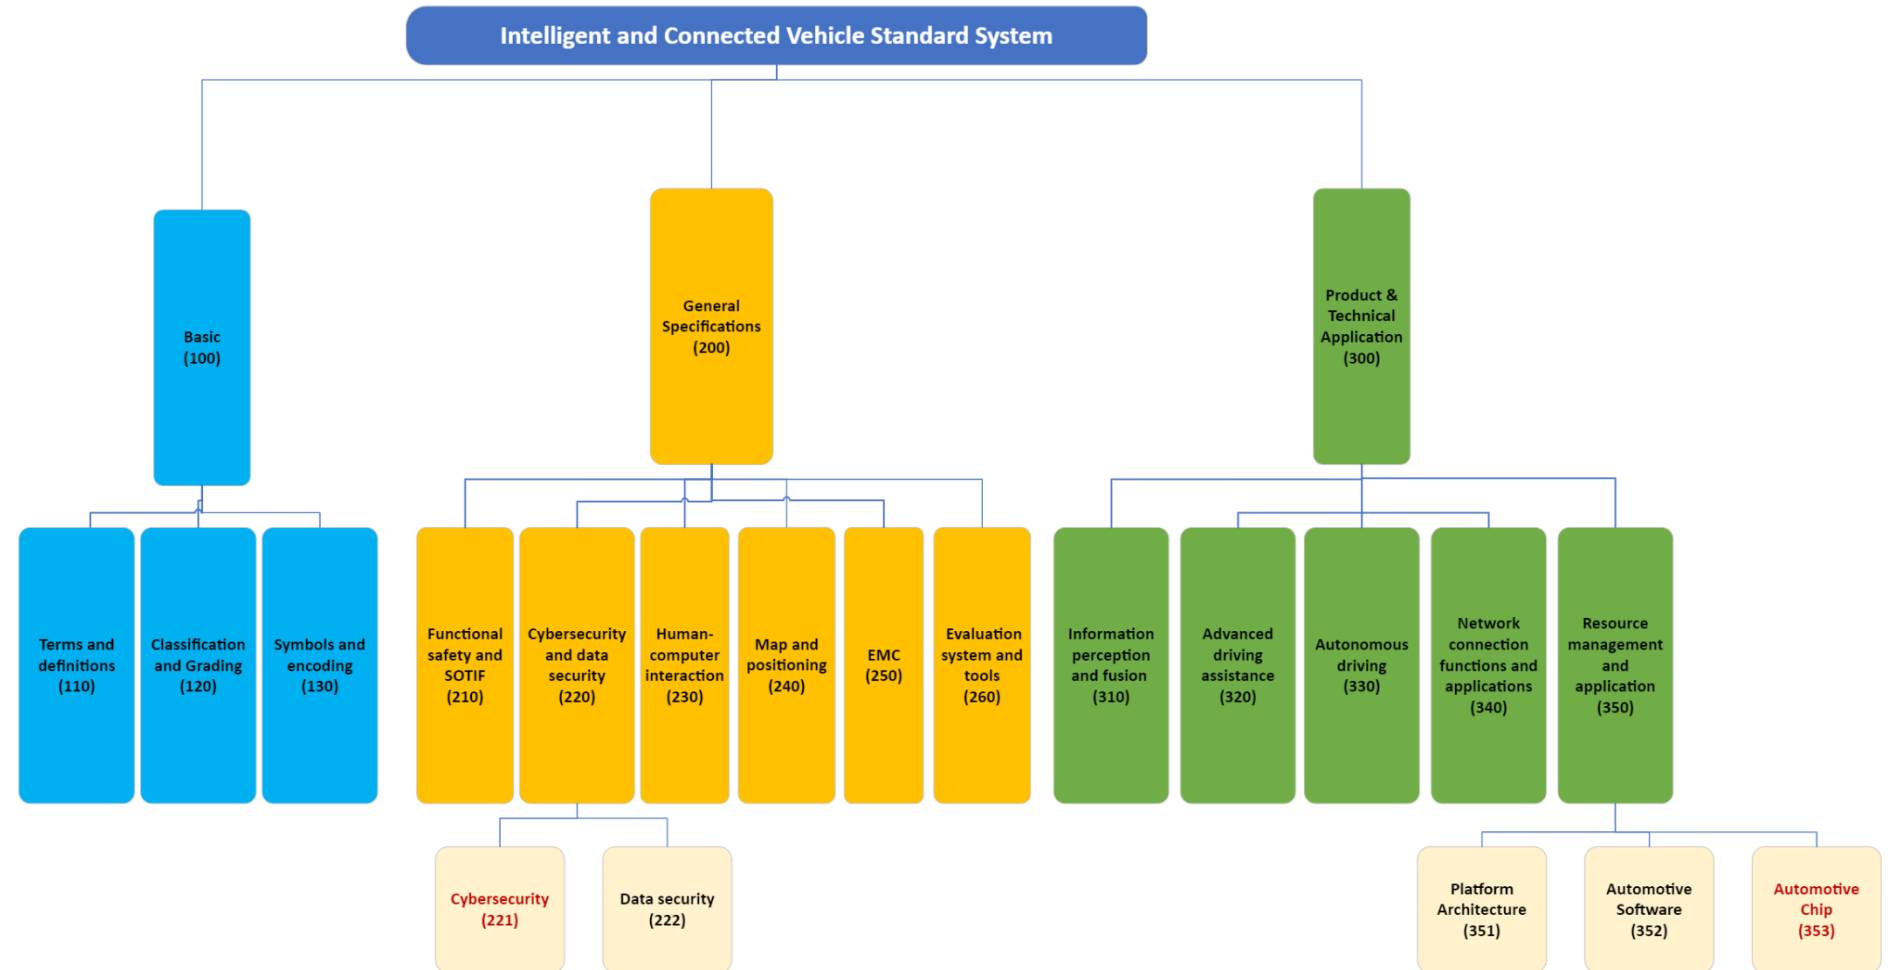 Intelligent and Connected Vehicle Standard System
Basic
(100)
General
Specifications
(200)
Product &
Technical
Application
(300)
Terms and
definitions
(110)
Classification
and Grading
(120)
Symbols and
encoding
(130)
Functional
safety and
SOTIF
(210)
Cybersecurity
and data
security
(220)
Human-
computer
interaction
(230)
Map and
positioning
(240)
EMC
(250)
Evaluation
system and
tools
(260)
Information
perception
and fusion
(310)
Advanced
driving
assistance
(320)
Autonomous
driving
(330)
Network
connection
functions and
applications
(340)
Resource
management
and
application
(350)
Cybersecurity
(221)
Data security
(222)
Platform
Architecture
(351)
Automotive
Software
(352)
Automotive
Chip
(353)